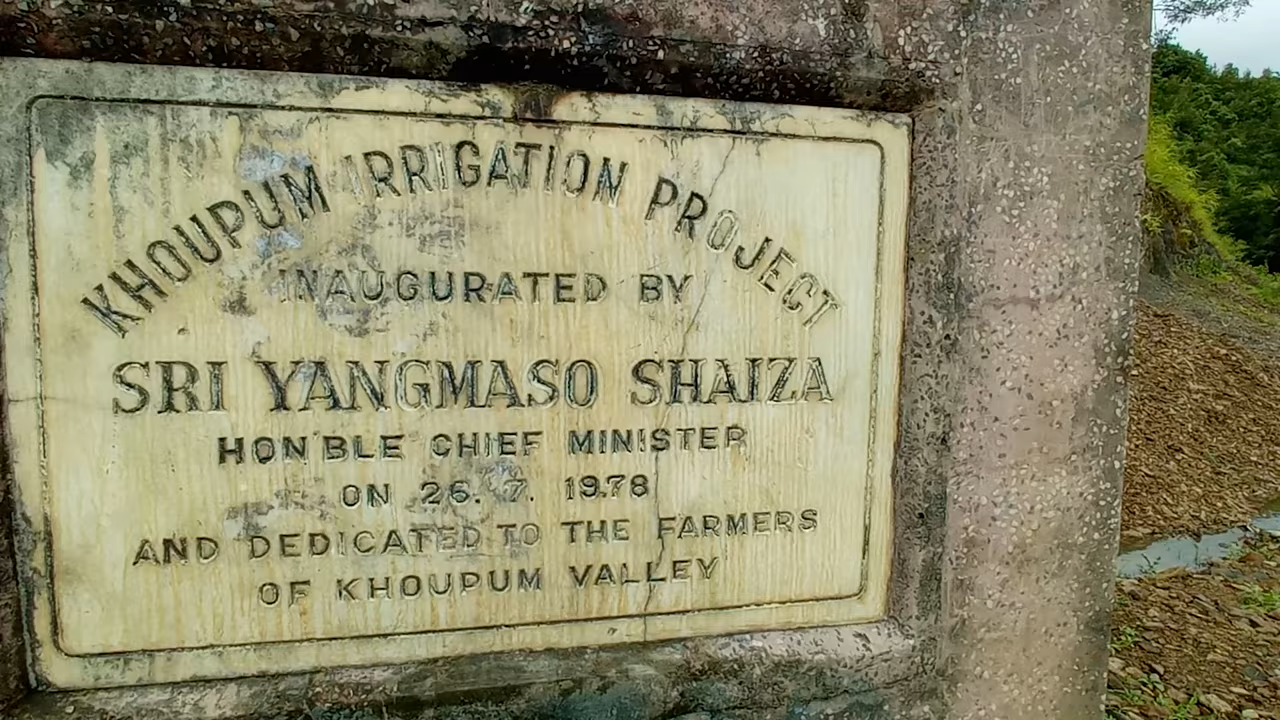 KHOUPUM IRRIGATION PROJECT
INAUGURATED BY
SRI YANGMASO SHAIZA
HON'BLE CHIEF MINISTER
ON 26. 7. 1978
AND DEDICATED TO THE FARMERS
OF KHOUPUM VALLEY